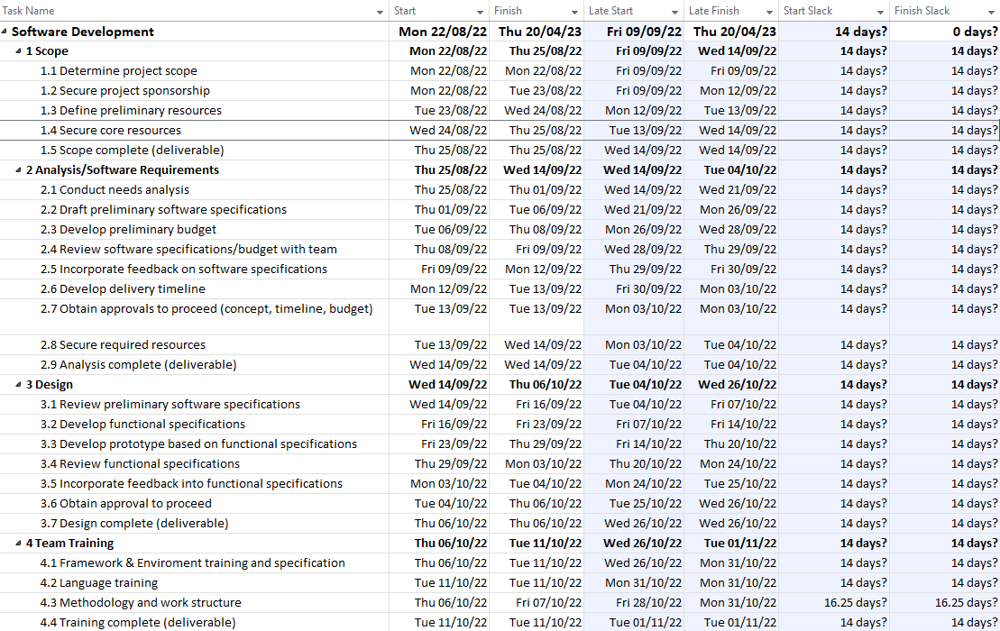 Task Name Start Finish Late Start Late Finish Start Slack Finish Slack
Software Development Mon 22/08/22 Thu 20/04/23 Fri 09/09/22 Thu 20/04/23 14 days? 0 days?
1 Scope Mon 22/08/22 Thu 25/08/22 Fri 09/09/22 Wed 14/09/22 14 days? 14 days?
1.1 Determine project scope Mon 22/08/22 Mon 22/08/22 Fri 09/09/22 Fri 09/09/22 14 days? 14 days?
1.2 Secure project sponsorship Mon 22/08/22 Tue 23/08/22 Fri 09/09/22 Mon 12/09/22 14 days? 14 days?
1.3 Define preliminary resources Tue 23/08/22 Wed 24/08/22 Mon 12/09/22 Tue 13/09/22 14 days? 14 days?
1.4 Secure core resources Wed 24/08/22 Thu 25/08/22 Tue 13/09/22 Wed 14/09/22 14 days? 14 days?
1.5 Scope complete (deliverable) Thu 25/08/22 Thu 25/08/22 Wed 14/09/22 Wed 14/09/22 14 days? 14 days?
2 Analysis/Software Requirements Thu 25/08/22 Wed 14/09/22 Wed 14/09/22 Tue 04/10/22 14 days? 14 days?
2.1 Conduct needs analysis Thu 25/08/22 Thu 01/09/22 Wed 14/09/22 Wed 21/09/22 14 days? 14 days?
2.2 Draft preliminary software specifications Thu 01/09/22 Tue 06/09/22 Wed 21/09/22 Mon 26/09/22 14 days? 14 days?
2.3 Develop preliminary budget Tue 06/09/22 Thu 08/09/22 Mon 26/09/22 Wed 28/09/22 14 days? 14 days?
2.4 Review software specifications/budget with team Thu 08/09/22 Fri 09/09/22 Wed 28/09/22 Thu 29/09/22 14 days? 14 days?
2.5 Incorporate feedback on software specifications Fri 09/09/22 Mon 12/09/22 Thu 29/09/22 Fri 30/09/22 14 days? 14 days?
2.6 Develop delivery timeline Mon 12/09/22 Tue 13/09/22 Fri 30/09/22 Mon 03/10/22 14 days? 14 days?
2.7 Obtain approvals to proceed (concept, timeline, budget) Tue 13/09/22 Tue 13/09/22 Mon 03/10/22 Mon 03/10/22 14 days? 14 days?
2.8 Secure required resources Tue 13/09/22 Wed 14/09/22 Mon 03/10/22 Tue 04/10/22 14 days? 14 days?
2.9 Analysis complete (deliverable) Wed 14/09/22 Wed 14/09/22 Tue 04/10/22 Tue 04/10/22 14 days? 14 days?
3 Design Wed 14/09/22 Thu 06/10/22 Tue 04/10/22 Wed 26/10/22 14 days? 14 days?
3.1 Review preliminary software specifications Wed 14/09/22 Fri 16/09/22 Tue 04/10/22 Fri 07/10/22 14 days? 14 days?
3.2 Develop functional specifications Fri 16/09/22 Fri 23/09/22 Fri 07/10/22 Fri 14/10/22 14 days? 14 days?
3.3 Develop prototype based on functional specifications Fri 23/09/22 Thu 29/09/22 Fri 14/10/22 Thu 20/10/22 14 days? 14 days?
3.4 Review functional specifications Thu 29/09/22 Mon 03/10/22 Thu 20/10/22 Mon 24/10/22 14 days? 14 days?
3.5 Incorporate feedback into functional specifications Mon 03/10/22 Tue 04/10/22 Mon 24/10/22 Tue 25/10/22 14 days? 14 days?
3.6 Obtain approval to proceed Tue 04/10/22 Thu 06/10/22 Tue 25/10/22 Wed 26/10/22 14 days? 14 days?
3.7 Design complete (deliverable) Thu 06/10/22 Thu 06/10/22 Wed 26/10/22 Wed 26/10/22 14 days? 14 days?
4 Team Training Thu 06/10/22 Tue 11/10/22 Wed 26/10/22 Tue 01/11/22 14 days? 14 days?
4.1 Framework & Enviroment training and specification Thu 06/10/22 Tue 11/10/22 Wed 26/10/22 Mon 31/10/22 14 days? 14 days?
4.2 Language training Tue 11/10/22 Tue 11/10/22 Mon 31/10/22 Mon 31/10/22 14 days? 14 days?
4.3 Methodology and work structure Thu 06/10/22 Fri 07/10/22 Fri 28/10/22 Mon 31/10/22 16.25 days? 16.25 days?
4.4 Training complete (deliverable) Tue 11/10/22 Tue 11/10/22 Tue 01/11/22 Tue 01/11/22 14 days? 14 days?